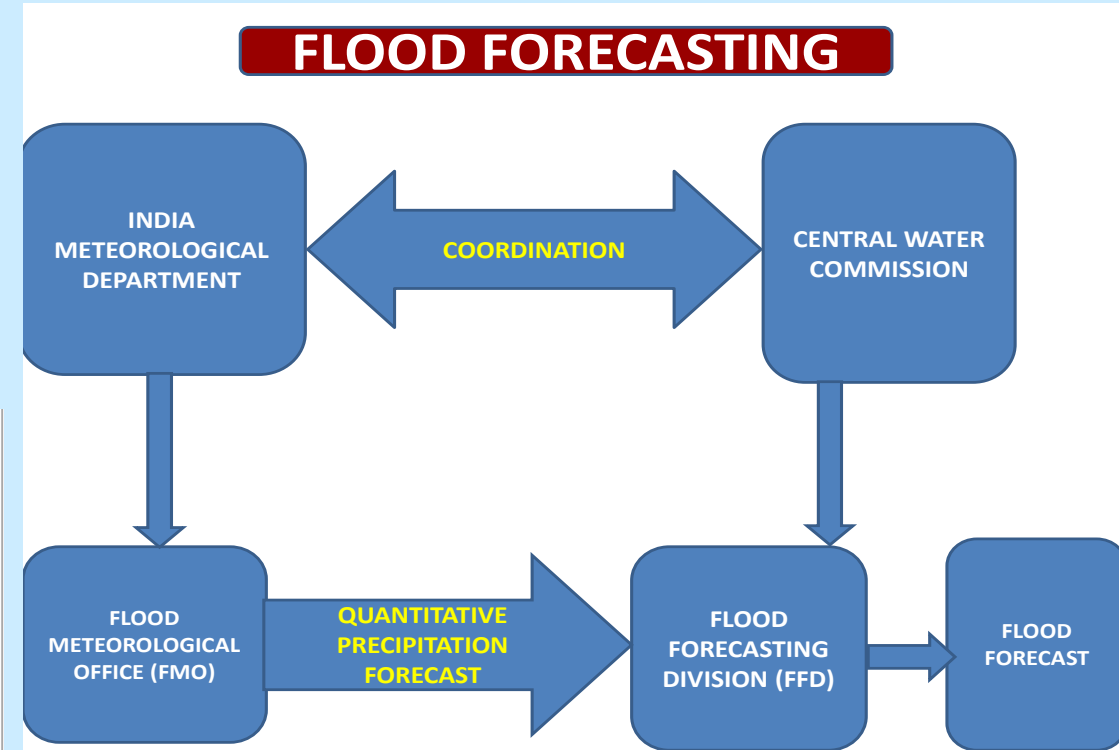 FLOOD FORECASTING
INDIA
METEOROLOGICAL
DEPARTMENT
COORDINATION
CENTRAL WATER
COMMISSION
FLOOD
METEOROLOGICAL
OFFICE (FMO)
QUANTITATIVE
PRECIPITATION
FORECAST
FLOOD
FORECASTING
DIVISION (FFD)
FLOOD
FORECAST